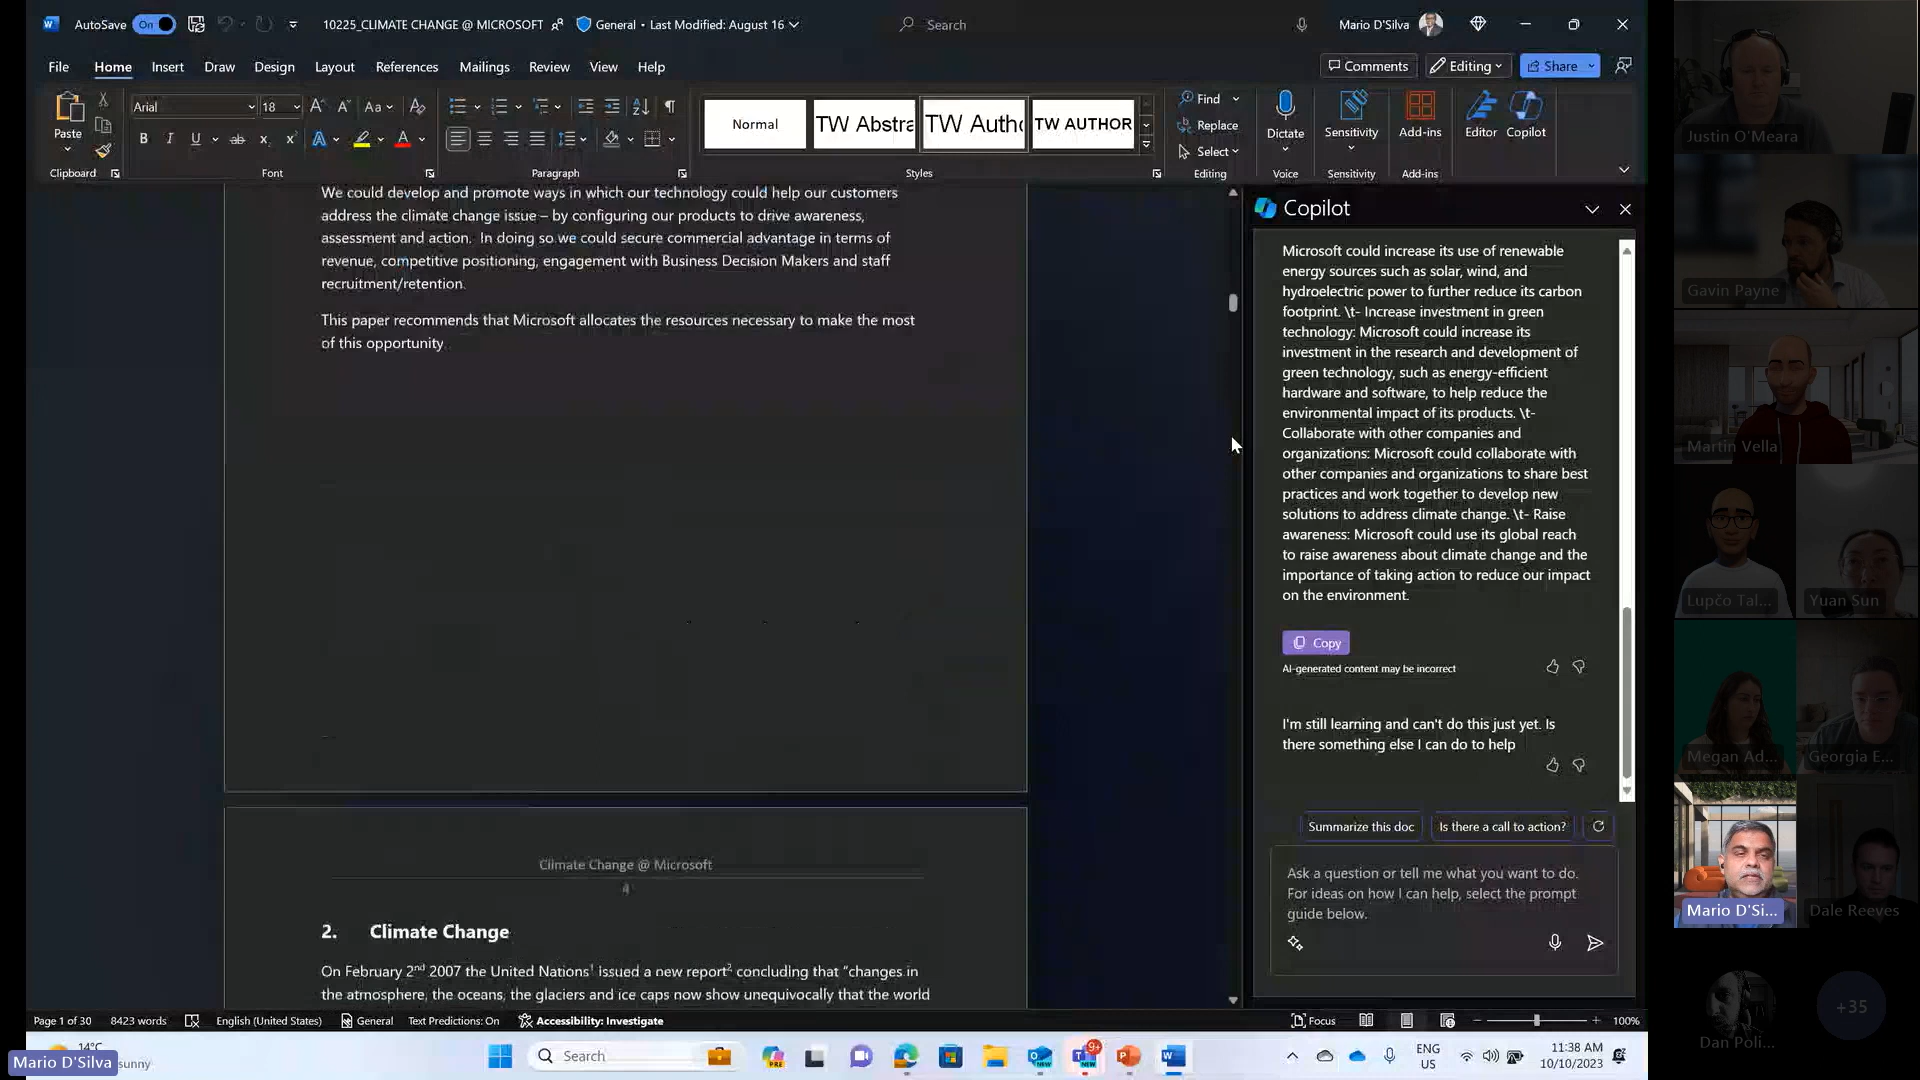 AutoSave On 10225_CLIMATE CHANGE @ MICROSOFT General • Last Modified: August 16 Search Mario D'Silva
File Home Insert Draw Design Layout References Mailings Review View Help Comments Editing Share
Paste Arial 18 Aa
B I U ab x x A A
Normal TW Abstra TW Autho TW AUTHOR
Find Replace Select Dictate Sensitivity Add-ins Editor Copilot
Clipboard Font Paragraph Styles Editing Voice Sensitivity Add-ins
We could develop and promote ways in which our technology could help our customers
address the climate change issue – by configuring our products to drive awareness,
assessment and action. In doing so we could secure commercial advantage in terms of
revenue, competitive positioning, engagement with Business Decision Makers and staff
recruitment/retention.
This paper recommends that Microsoft allocates the resources necessary to make the most
of this opportunity.
Climate Change @ Microsoft
4
2. Climate Change
On February 2nd 2007 the United Nations1 issued a new report2 concluding that “changes in
the atmosphere, the oceans, the glaciers and ice caps now show unequivocally that the world
Copilot
Microsoft could increase its use of renewable
energy sources such as solar, wind, and
hydroelectric power to further reduce its carbon
footprint. \t- Increase investment in green
technology: Microsoft could increase its
investment in the research and development of
green technology, such as energy-efficient
hardware and software, to help reduce the
environmental impact of its products. \t-
Collaborate with other companies and
organizations: Microsoft could collaborate with
other companies and organizations to share best
practices and work together to develop new
solutions to address climate change. \t- Raise
awareness: Microsoft could use its global reach
to raise awareness about climate change and the
importance of taking action to reduce our impact
on the environment.
Copy
AI-generated content may be incorrect
I'm still learning and can't do this just yet. Is
there something else I can do to help
Summarize this doc Is there a call to action?
Ask a question or tell me what you want to do.
For ideas on how I can help, select the prompt
guide below.
Page 1 of 30 8423 words English (United States) General Text Predictions: On Accessibility: Investigate Focus 100%
14°C
sunny
Mario D'Silva
Search
PRE
NEW
9+
NEW
ENG
US
11:38 AM
10/10/2023
Justin O'Meara
Gavin Payne
Martin Vella
Lupčo Tal... Yuan Sun
Megan Ad... Georgia E...
Mario D'Si... Dale Reeves
Dan Poli... +35